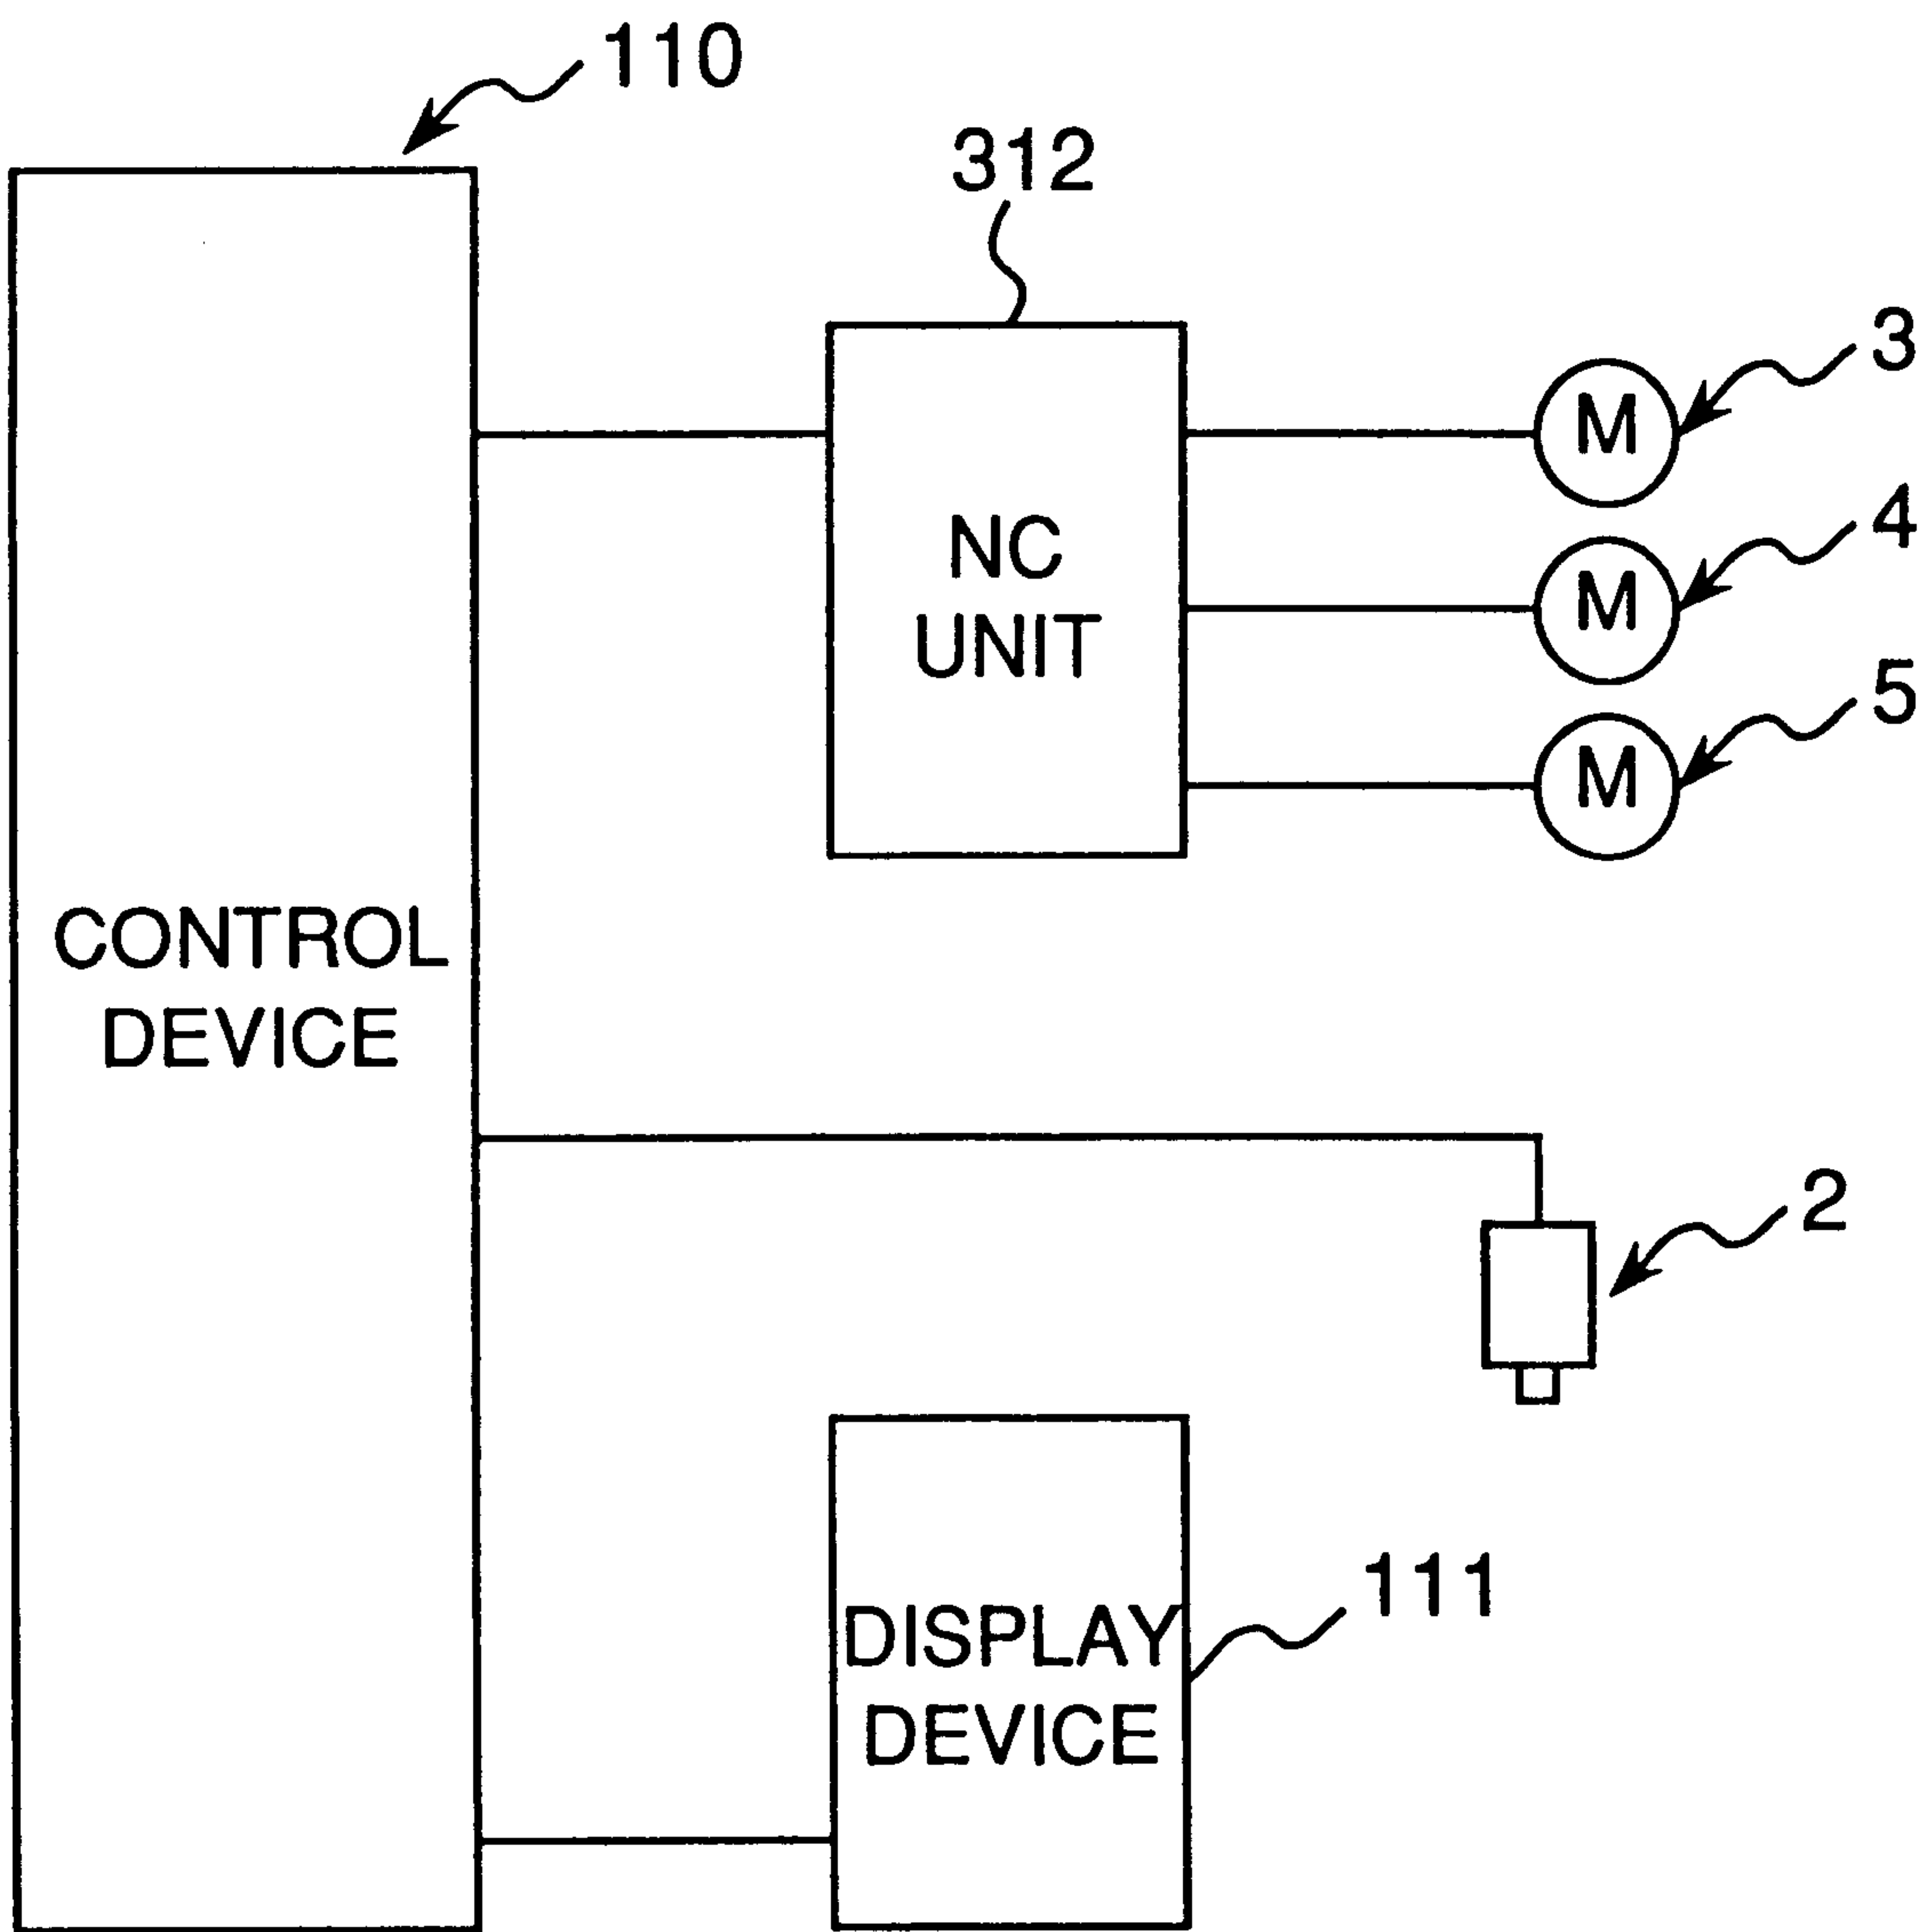 110
312
3
M
4
M
5
M
NC
UNIT
CONTROL
DEVICE
2
111
DISPLAY
DEVICE